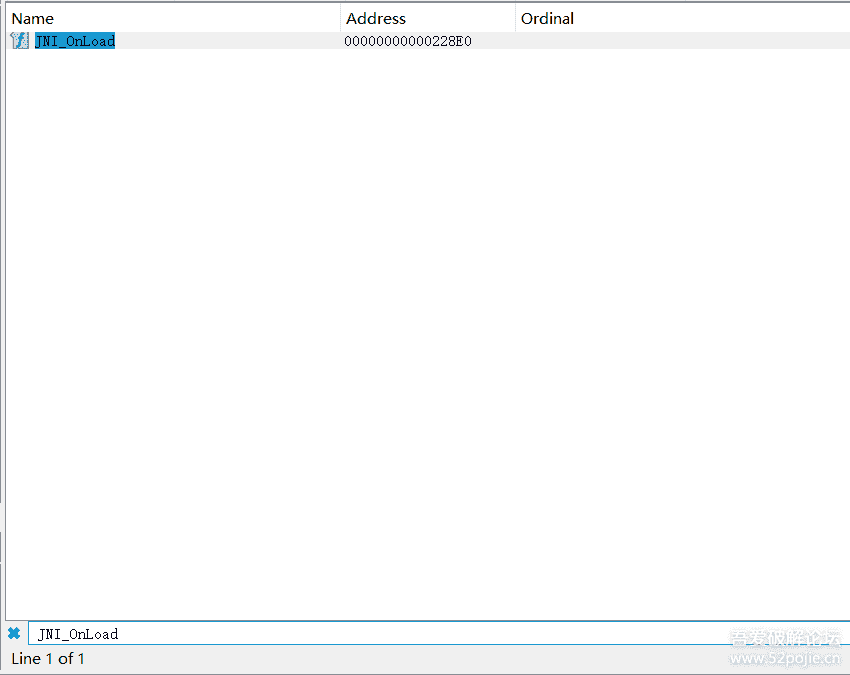 Name Address Ordinal
JNI_OnLoad 00000000000228E0
JNI_OnLoad
吾爱破解论坛
Line 1 of 1
www.52pojie.cn